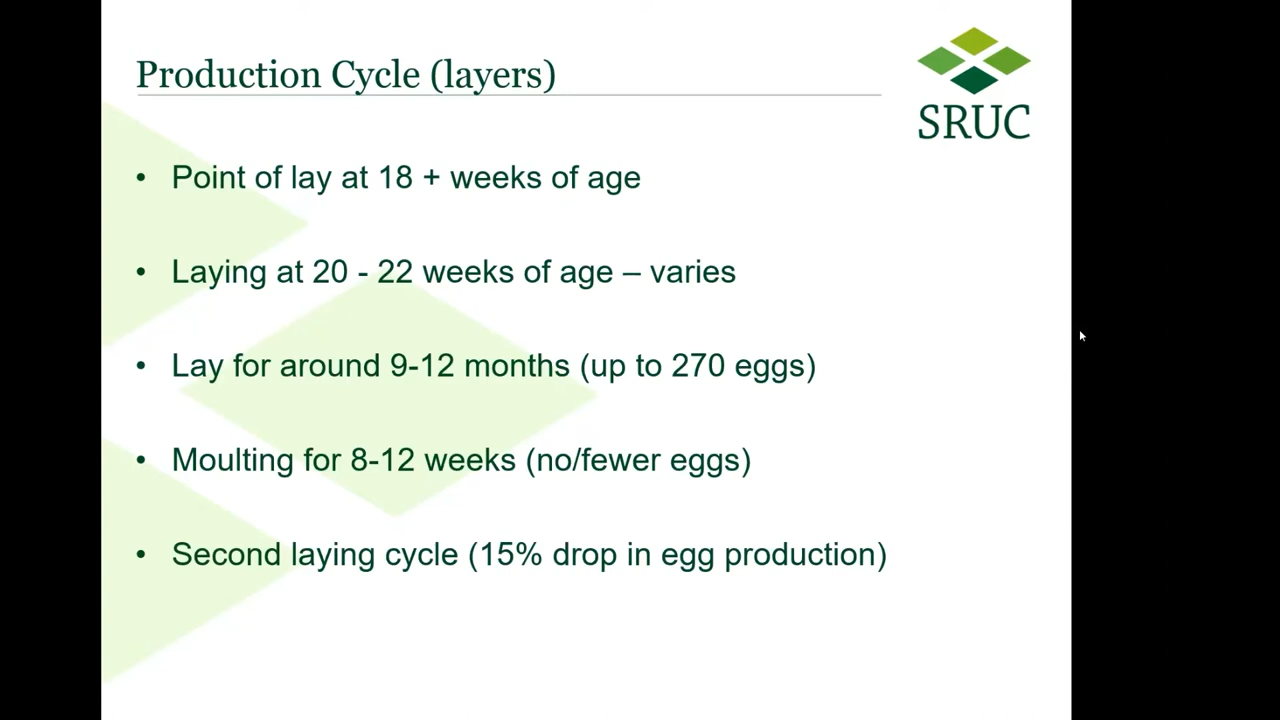 Production Cycle (layers)
SRUC
• Point of lay at 18 + weeks of age
• Laying at 20 - 22 weeks of age – varies
• Lay for around 9-12 months (up to 270 eggs)
• Moulting for 8-12 weeks (no/fewer eggs)
• Second laying cycle (15% drop in egg production)